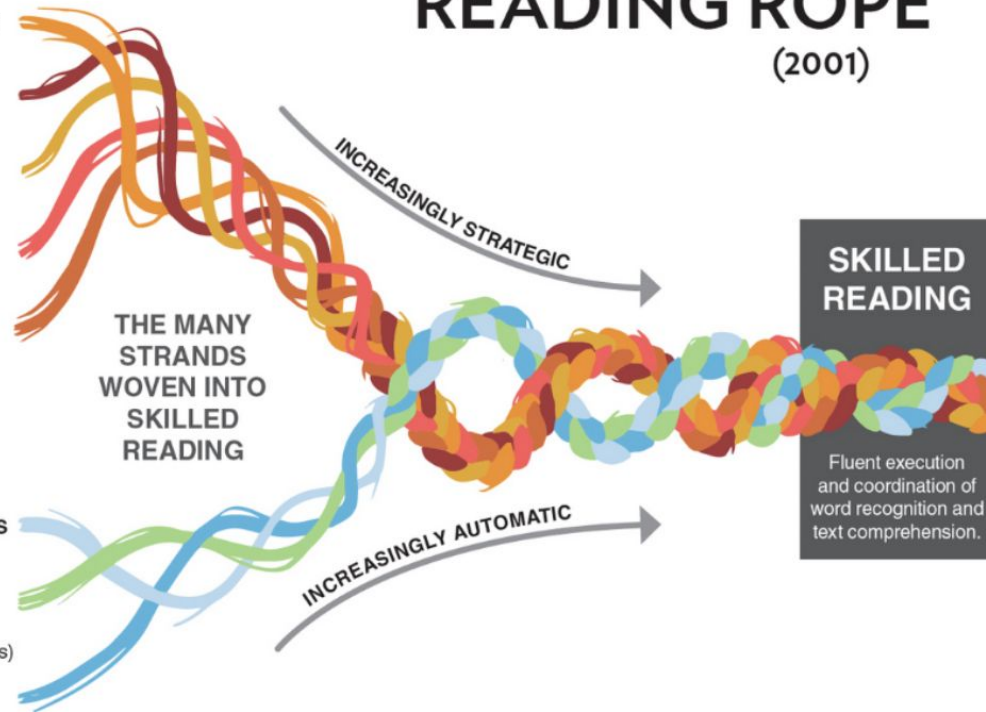 READING ROPE
(2001)
INCREASINGLY STRATEGIC
SKILLED
READING
THE MANY
STRANDS
WOVEN INTO
SKILLED
READING
Fluent execution
and coordination of
word recognition and
text comprehension.
s
INCREASINGLY AUTOMATIC
s)